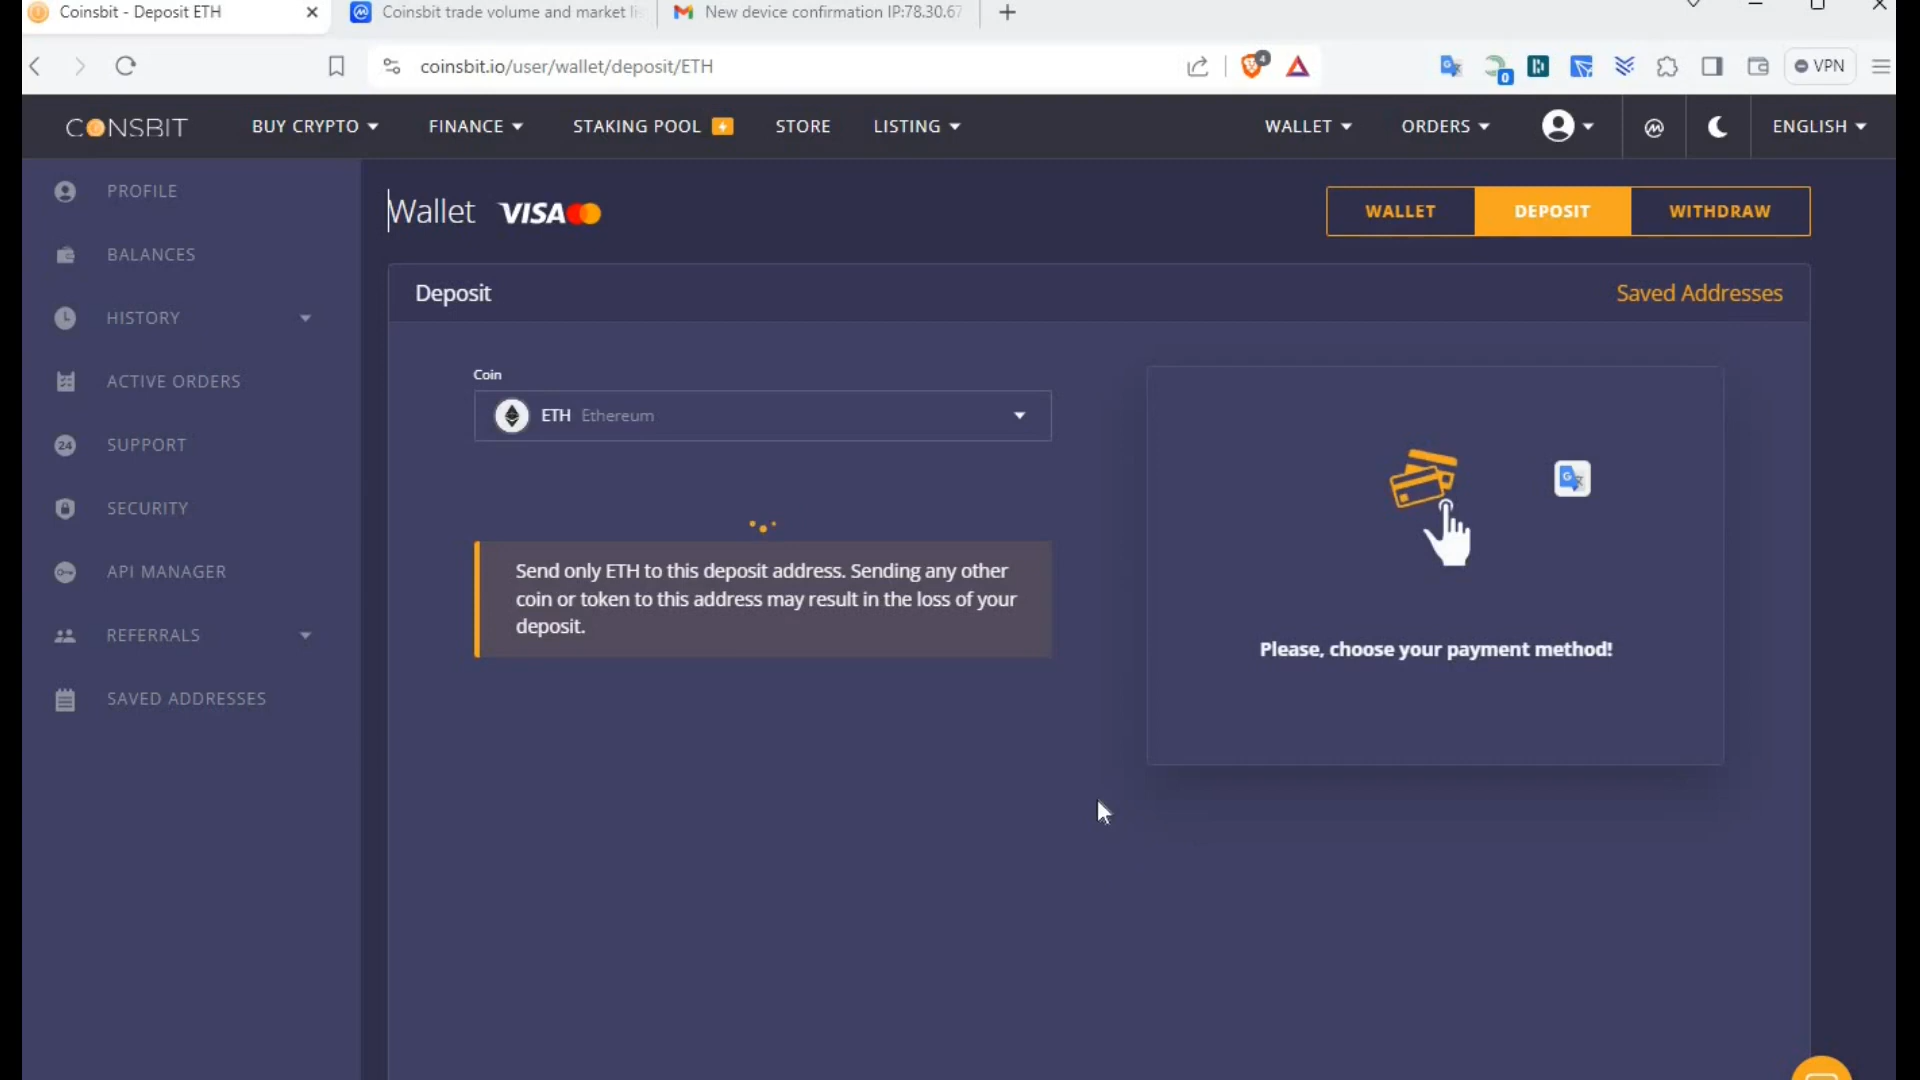 Coinsbit - Deposit ETH
Coinsbit trade volume and market li
New device confirmation IP:78.30.67
coinsbit.io/user/wallet/deposit/ETH
4
0
VPN
CONSBIT
BUY CRYPTO
FINANCE
STAKING POOL
STORE
LISTING
WALLET
ORDERS
ENGLISH
PROFILE
BALANCES
HISTORY
ACTIVE ORDERS
24
SUPPORT
SECURITY
API MANAGER
REFERRALS
SAVED ADDRESSES
Wallet
VISA
WALLET
DEPOSIT
WITHDRAW
Deposit
Saved Addresses
Coin
ETH Ethereum
Send only ETH to this deposit address. Sending any other
coin or token to this address may result in the loss of your
deposit.
Please, choose your payment method!